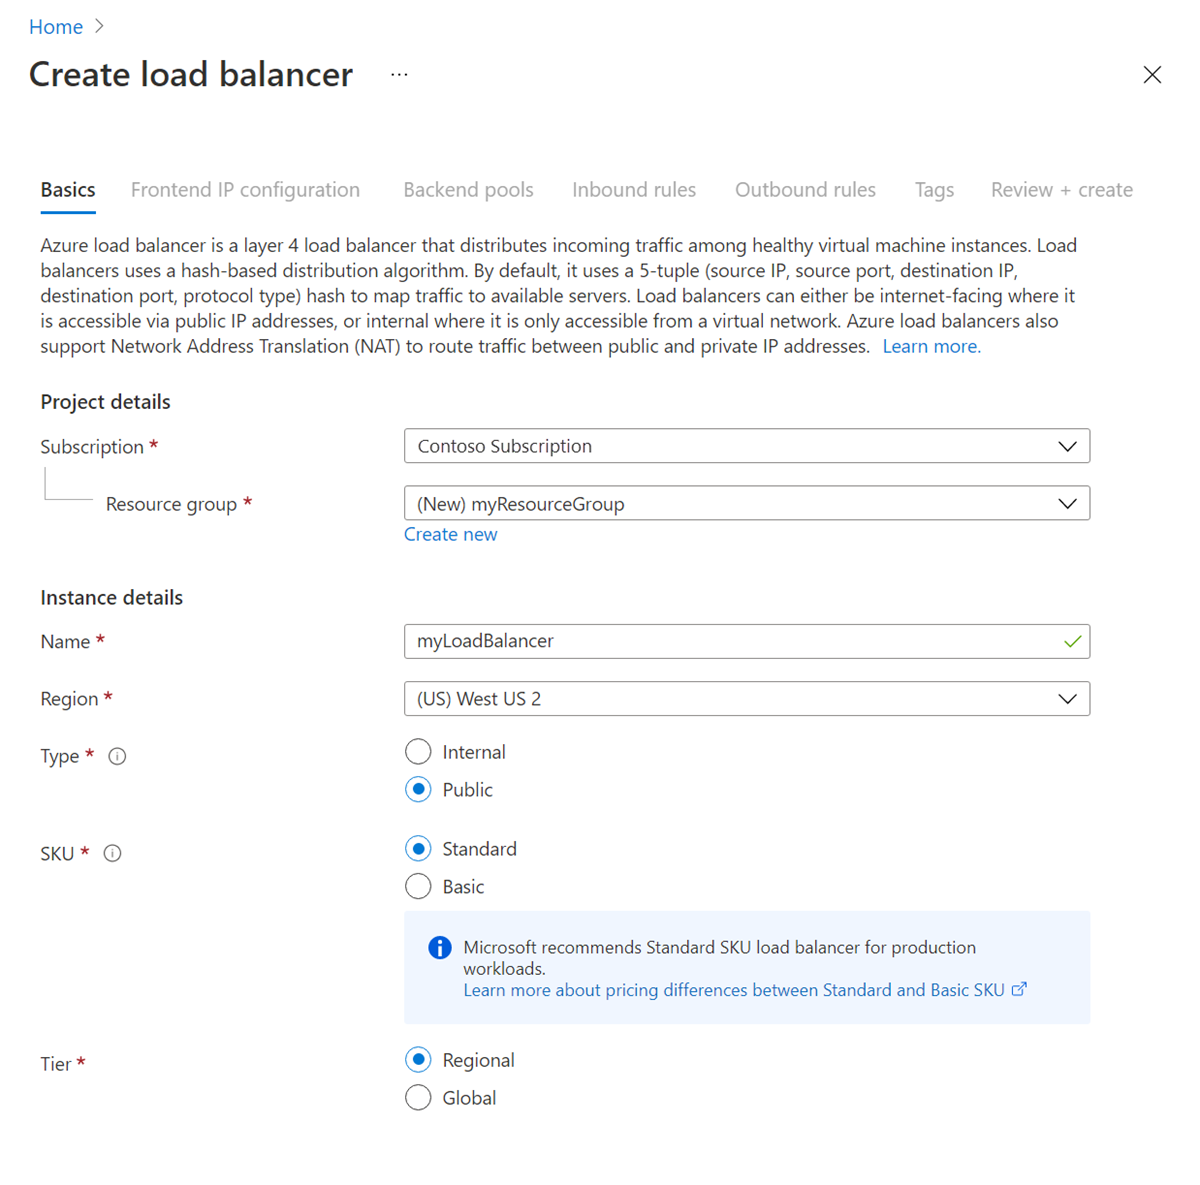 Home
Create load balancer ...
Basics Frontend IP configuration Backend pools Inbound rules Outbound rules Tags Review + create
Azure load balancer is a layer 4 load balancer that distributes incoming traffic among healthy virtual machine instances. Load
balancers uses a hash-based distribution algorithm. By default, it uses a 5-tuple (source IP, source port, destination IP,
destination port, protocol type) hash to map traffic to available servers. Load balancers can either be internet-facing where it
is accessible via public IP addresses, or internal where it is only accessible from a virtual network. Azure load balancers also
support Network Address Translation (NAT) to route traffic between public and private IP addresses. Learn more.
Project details
Subscription * Contoso Subscription
Resource group * (New) myResourceGroup
Create new
Instance details
Name * myLoadBalancer
Region * (US) West US 2
Type * Internal
Public
SKU * Standard
Basic
Microsoft recommends Standard SKU load balancer for production
workloads.
Learn more about pricing differences between Standard and Basic SKU
Tier * Regional
Global